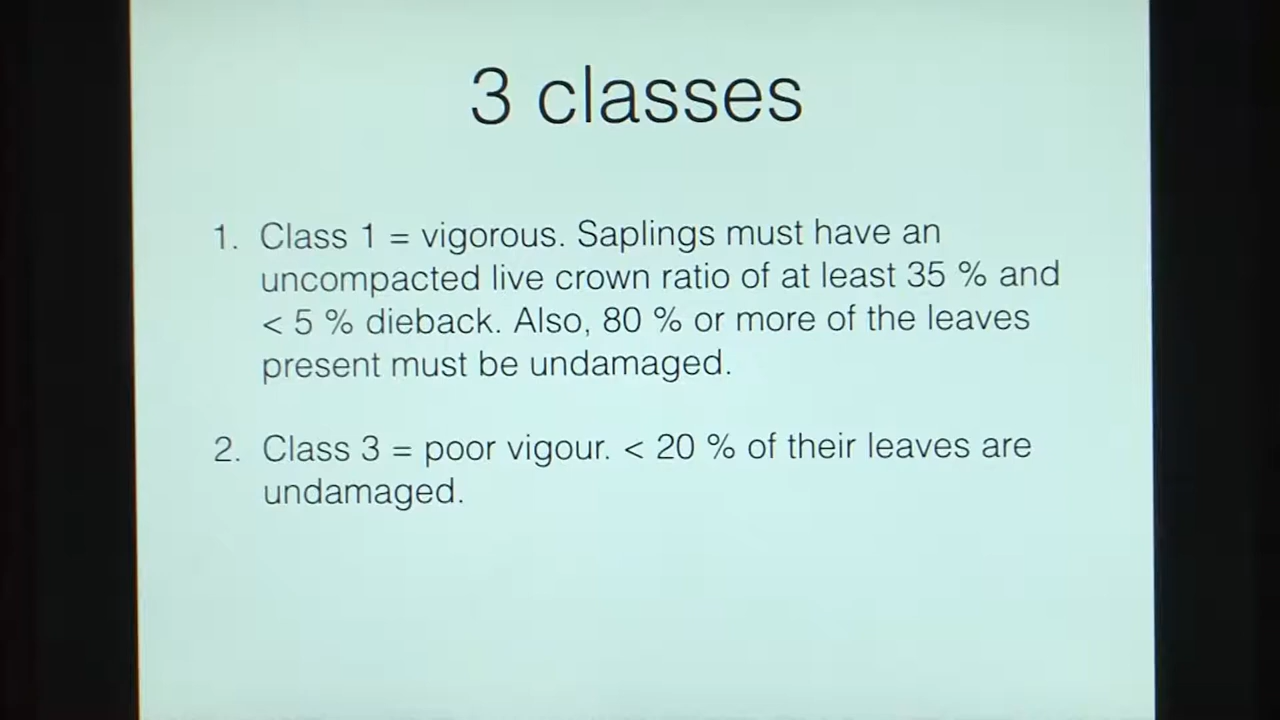 3 classes
1. Class 1 = vigorous. Saplings must have an
uncompacted live crown ratio of at least 35 % and
< 5 % dieback. Also, 80 % or more of the leaves
present must be undamaged.
2. Class 3 = poor vigour. < 20 % of their leaves are
undamaged.